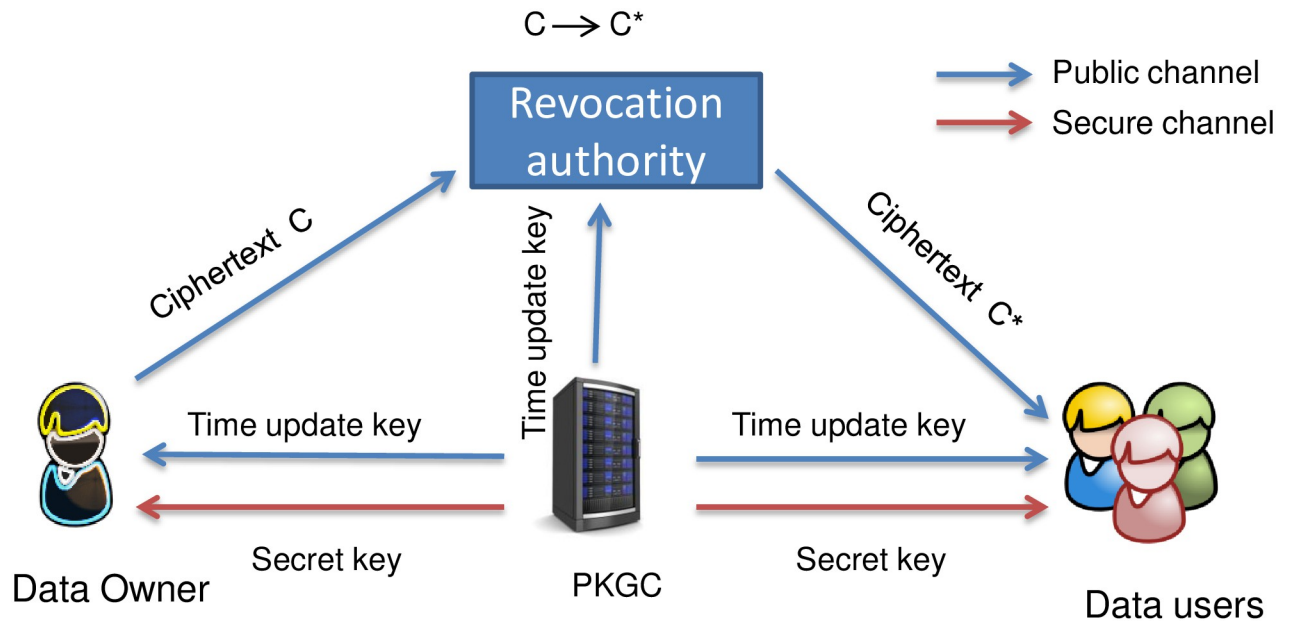 C → C*
Revocation
authority
Public channel
Secure channel
Ciphertext C
Time update key
Ciphertext C*
Time update key
Time update key
Secret key
Secret key
Data Owner
PKGC
Data users